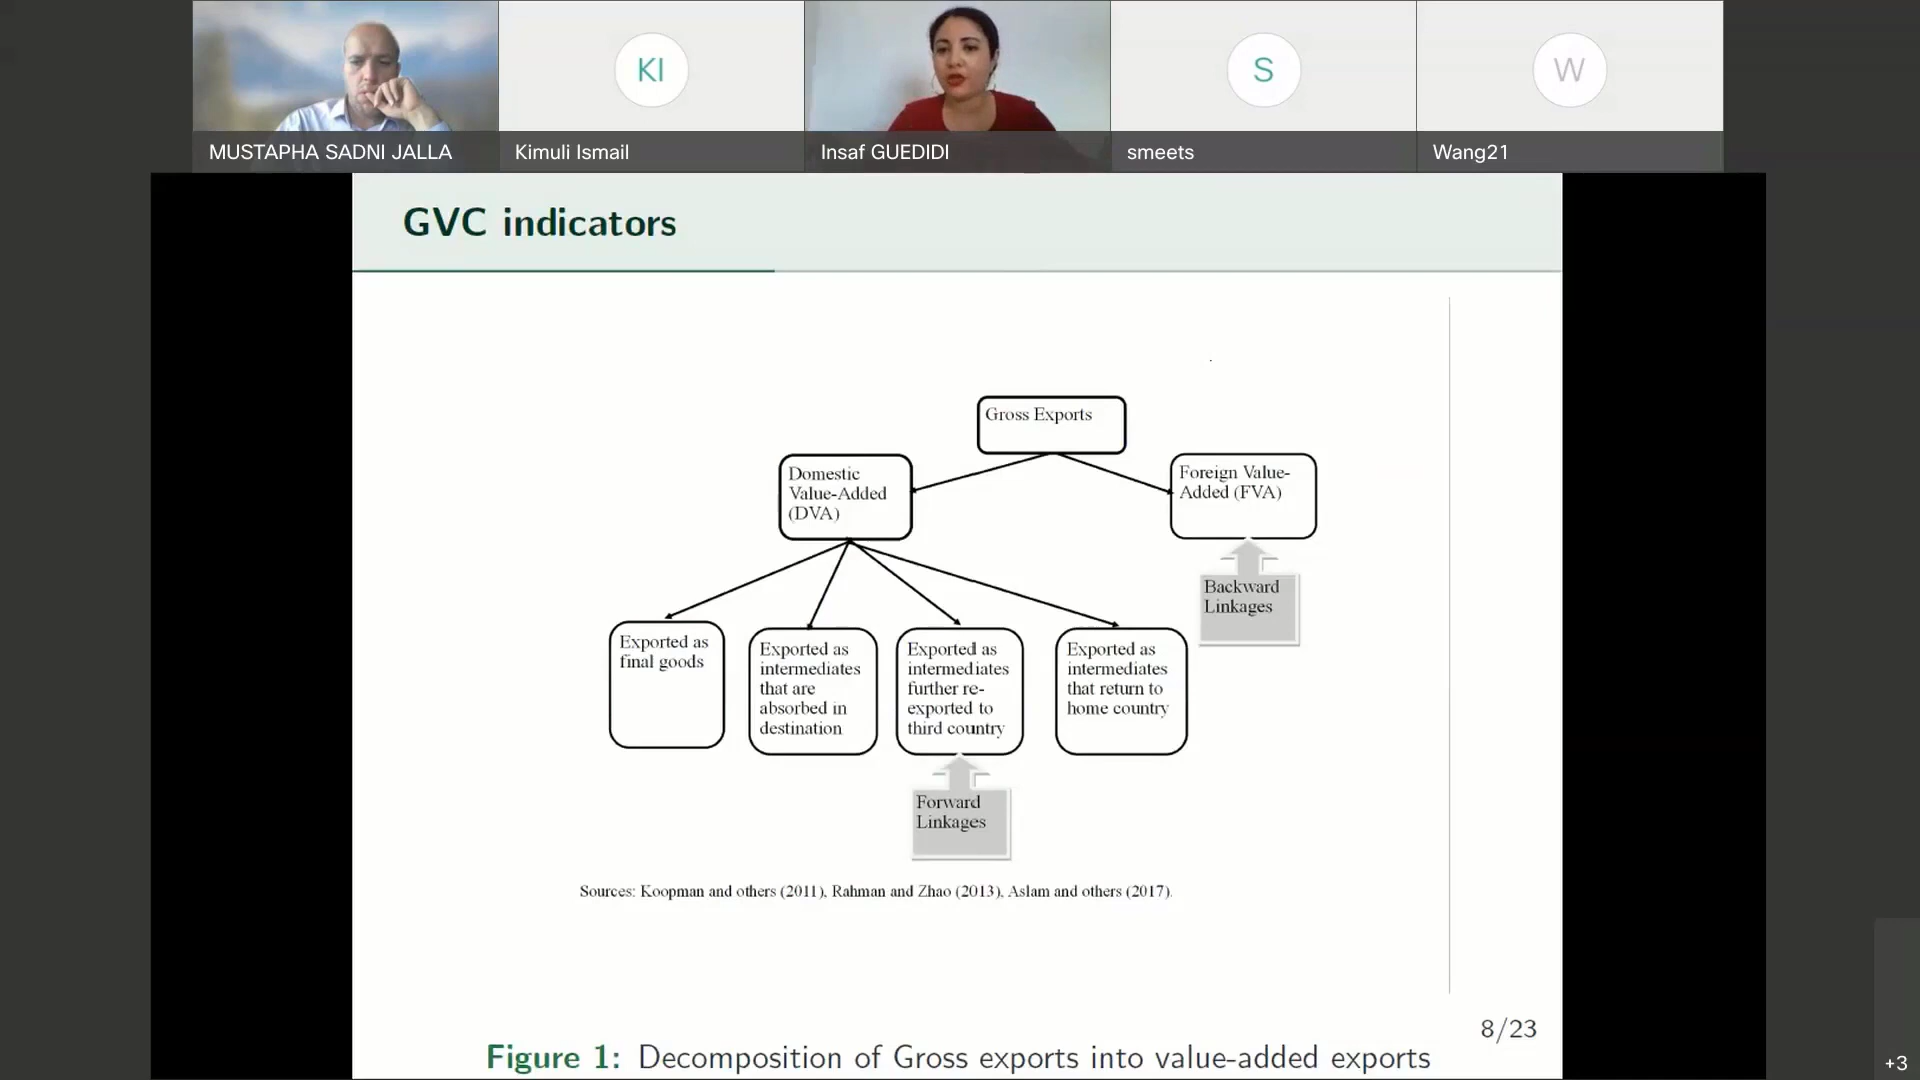 KI
S
W
MUSTAPHA SADNI JALLA
Kimuli Ismail
Insaf GUEDIDI
smeets
Wang21
GVC indicators
Gross Exports
Domestic
Value-Added
(DVA)
Foreign Value-
Added (FVA)
Backward
Linkages
Exported as
final goods
Exported as
intermediates
that are
absorbed in
destination
Exported as
intermediates
further re-
exported to
third country
Exported as
intermediates
that return to
home country
Forward
Linkages
Sources: Koopman and others (2011), Rahman and Zhao (2013), Aslam and others (2017).
8/23
Figure 1: Decomposition of Gross exports into value-added exports
+3